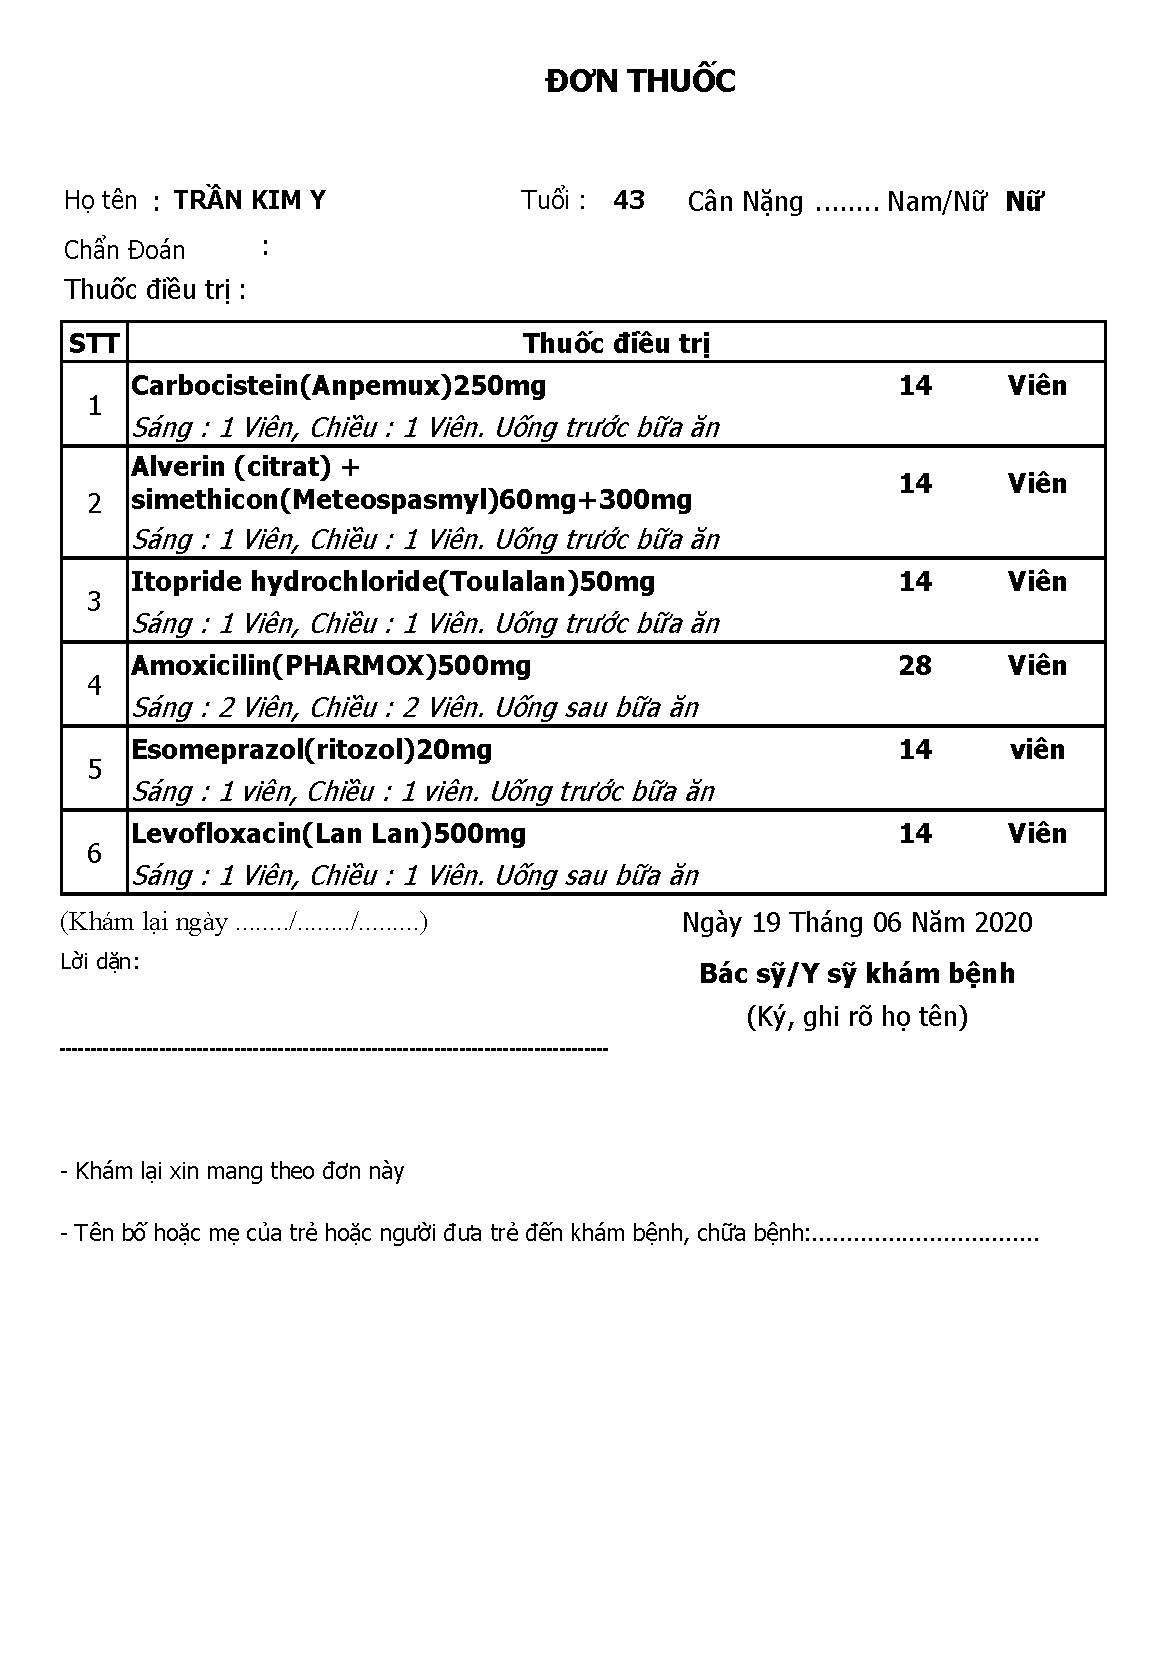 ĐƠN THUỐC
Họ tên : TRẦN KIM Y Tuổi : 43 Cân Nặng ........ Nam/Nữ Nữ
Chẩn Đoán :
Thuốc điều trị :
STT Thuốc điều trị
1 Carbocistein(Anpemux)250mg 14 Viên
Sáng : 1 Viên, Chiều : 1 Viên. Uống trước bữa ăn
Alverin (citrat) +
2 simethicon(Meteospasmyl)60mg+300mg 14 Viên
Sáng : 1 Viên, Chiều : 1 Viên. Uống trước bữa ăn
3 Itopride hydrochloride(Toulalan)50mg 14 Viên
Sáng : 1 Viên, Chiều : 1 Viên. Uống trước bữa ăn
4 Amoxicilin(PHARMOX)500mg 28 Viên
Sáng : 2 Viên, Chiều : 2 Viên. Uống sau bữa ăn
5 Esomeprazol(ritozol)20mg 14 viên
Sáng : 1 viên, Chiều : 1 viên. Uống trước bữa ăn
6 Levofloxacin(Lan Lan)500mg 14 Viên
Sáng : 1 Viên, Chiều : 1 Viên. Uống sau bữa ăn
(Khám lại ngày ......../......../.........) Ngày 19 Tháng 06 Năm 2020
Lời dặn:
Bác sỹ/Y sỹ khám bệnh
(Ký, ghi rõ họ tên)
- Khám lại xin mang theo đơn này
- Tên bố hoặc mẹ của trẻ hoặc người đưa trẻ đến khám bệnh, chữa bệnh:.................................